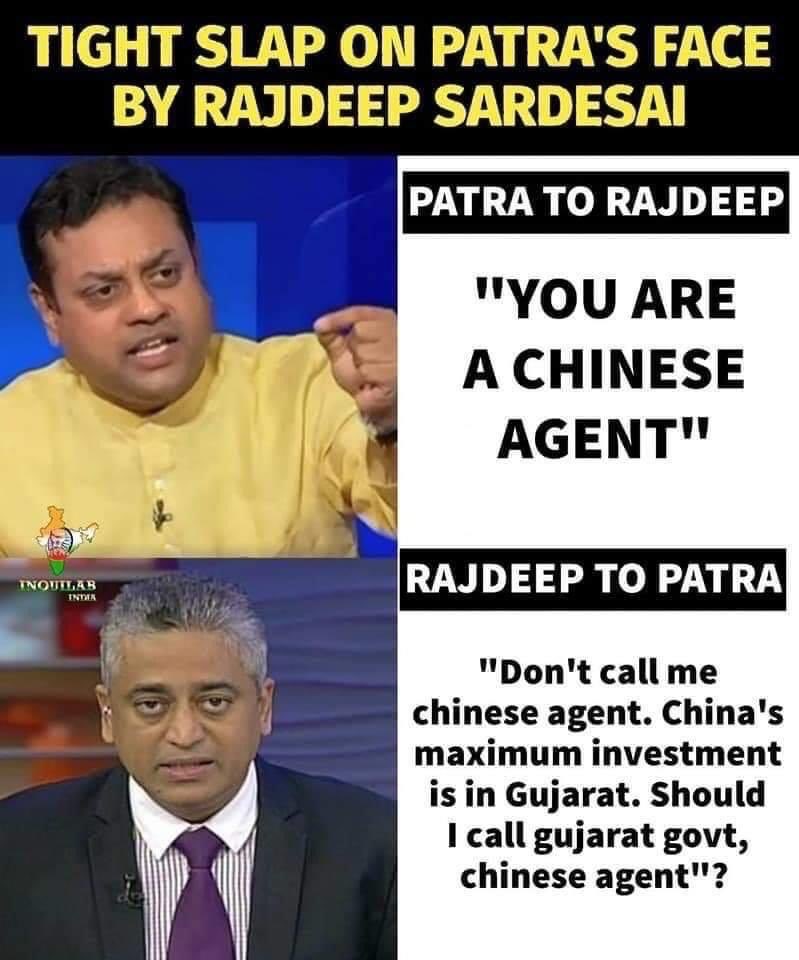 TIGHT SLAP ON PATRA'S FACE
BY RAJDEEP SARDESAI
PATRA TO RAJDEEP
"YOU ARE
A CHINESE
AGENT"
INQUILAB
INDIA
RAJDEEP TO PATRA
"Don't call me
chinese agent. China's
maximum investment
is in Gujarat. Should
I call gujarat govt,
chinese agent"?